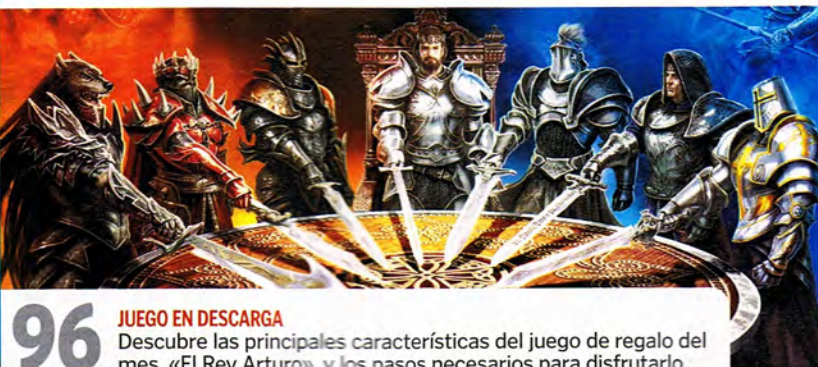 96
JUEGO EN DESCARGA
Descubre las principales características del juego de regalo del
mes, «El Rey Arturo», y los pasos necesarios para disfrutarlo